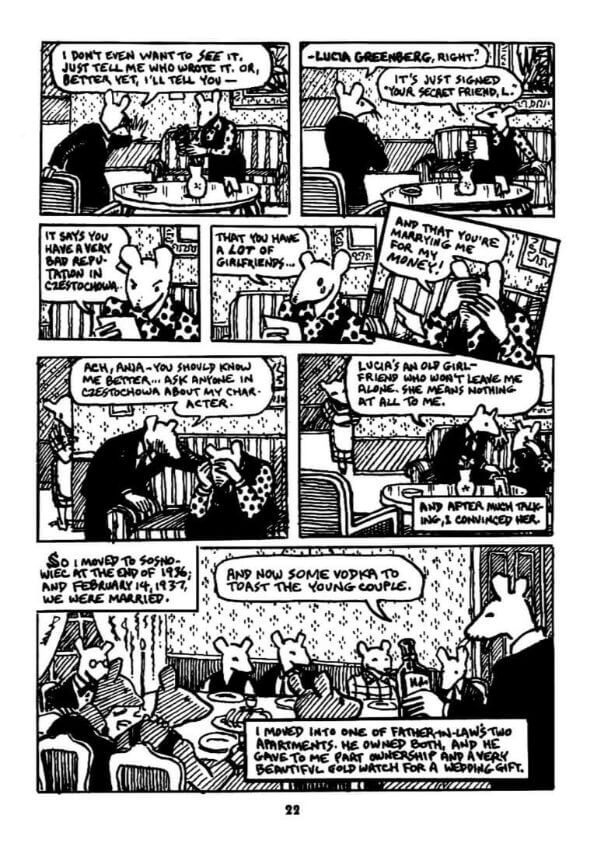 I DON'T EVEN WANT TO SEE IT.
JUST TELL ME WHO WROTE IT. OR,
BETTER YET, I'LL TELL YOU —
-LUCIA GREENBERG, RIGHT?
IT'S JUST SIGNED
"YOUR SECRET FRIEND, L."
IT SAYS YOU
HAVE A VERY
BAD REPU-
TATION IN
CZESTOCHOWA.
THAT YOU HAVE
A LOT OF
GIRLFRIENDS...
AND THAT YOU'RE
MARRYING ME
FOR MY
MONEY!
ACH, ANJA-YOU SHOULD KNOW
ME BETTER... ASK ANYONE IN
CZESTOCHOWA ABOUT MY CHAR-
ACTER.
LUCIA'S AN OLD GIRL-
FRIEND WHO WON'T LEAVE ME
ALONE. SHE MEANS NOTHING
AT ALL TO ME.
AND AFTER MUCH TALK-
ING, I CONVINCED HER.
SO I MOVED TO SOSNO-
WIEC AT THE END OF 1936;
AND FEBRUARY 14, 1937,
WE WERE MARRIED.
AND NOW SOME VODKA TO
TOAST THE YOUNG COUPLE.
I MOVED INTO ONE OF FATHER-IN-LAW'S TWO
APARTMENTS. HE OWNED BOTH, AND HE
GAVE TO ME PART OWNERSHIP AND A VERY
BEAUTIFUL GOLD WATCH FOR A WEDDING GIFT.
22